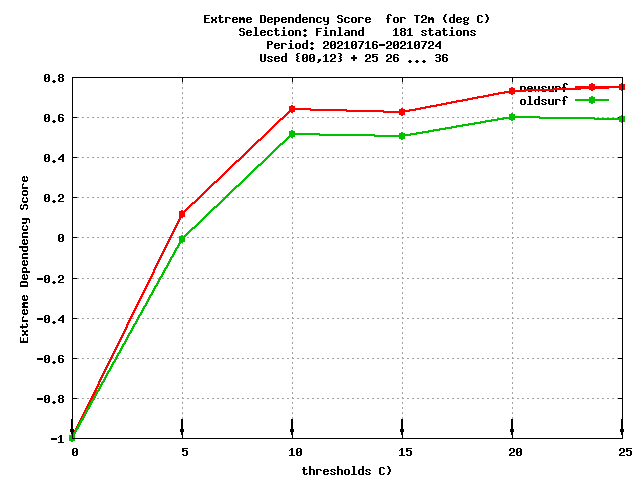 Extreme Dependency Score  for T2m (deg C)
Selection: Finland    181 stations
Period: 20210716-20210724
Used {00,12} + 25 26 ... 36
newsurf
oldsurf
0.8
0.6
0.4
0.2
0
-0.2
-0.4
-0.6
-0.8
-1
Extreme Dependency Score
0 5 10 15 20 25
thresholds C)